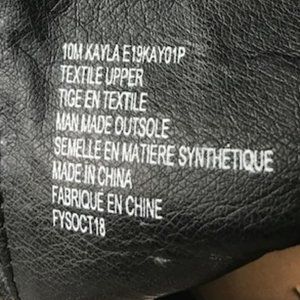 10M KAYLA E19KAY01P
TEXTILE UPPER
TIGE EN TEXTILE
MAN MADE OUTSOLE
SEMELLE EN MATIERE SYNTHÉTIQUE
MADE IN CHINA
FABRIQUÉ EN CHINE
FYSOCT18